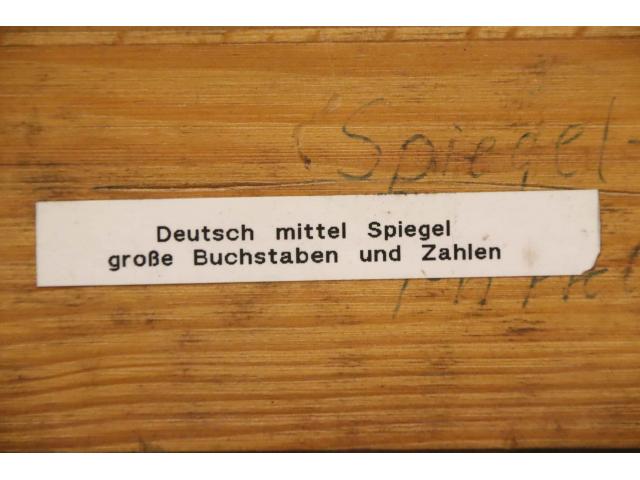 Spiegel-
Deutsch mittel Spiegel
große Buchstaben und Zahlen